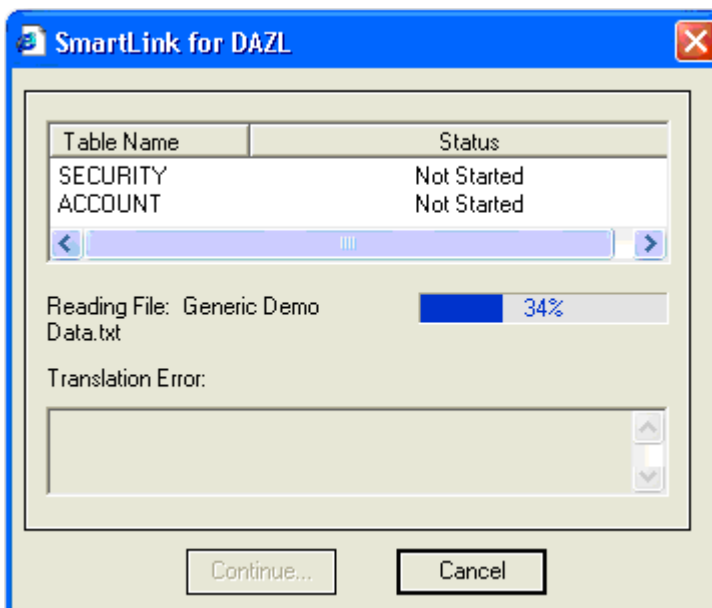 SmartLink for DAZL
Table Name Status
SECURITY Not Started
ACCOUNT Not Started
Reading File: Generic Demo
Data.txt
34%
Translation Error:
Continue...
Cancel